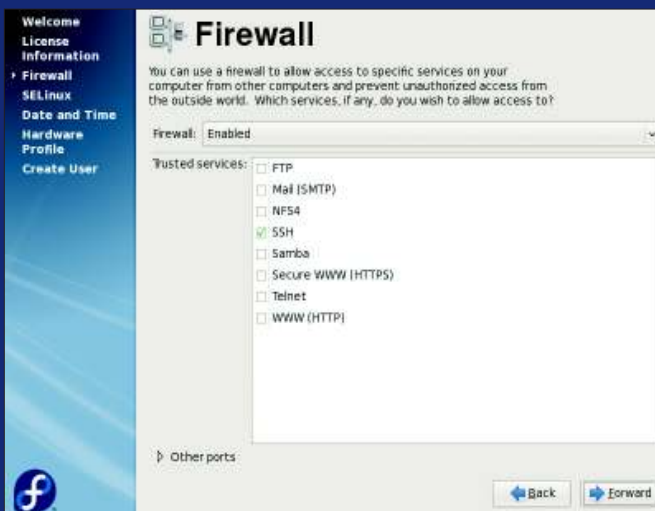 Welcome
License
Information
Firewall
SELinux
Date and Time
Hardware
Profile
Create User
Firewall
You can use a firewall to allow access to specific services on your
computer from other computers and prevent unauthorized access from
the outside world. Which services, if any, do you wish to allow access to?
Firewall: Enabled
Trusted services:
FTP
Mail (SMTP)
NFS4
SSH
Samba
Secure WWW (HTTPS)
Telnet
WWW (HTTP)
Other ports
Back
Forward